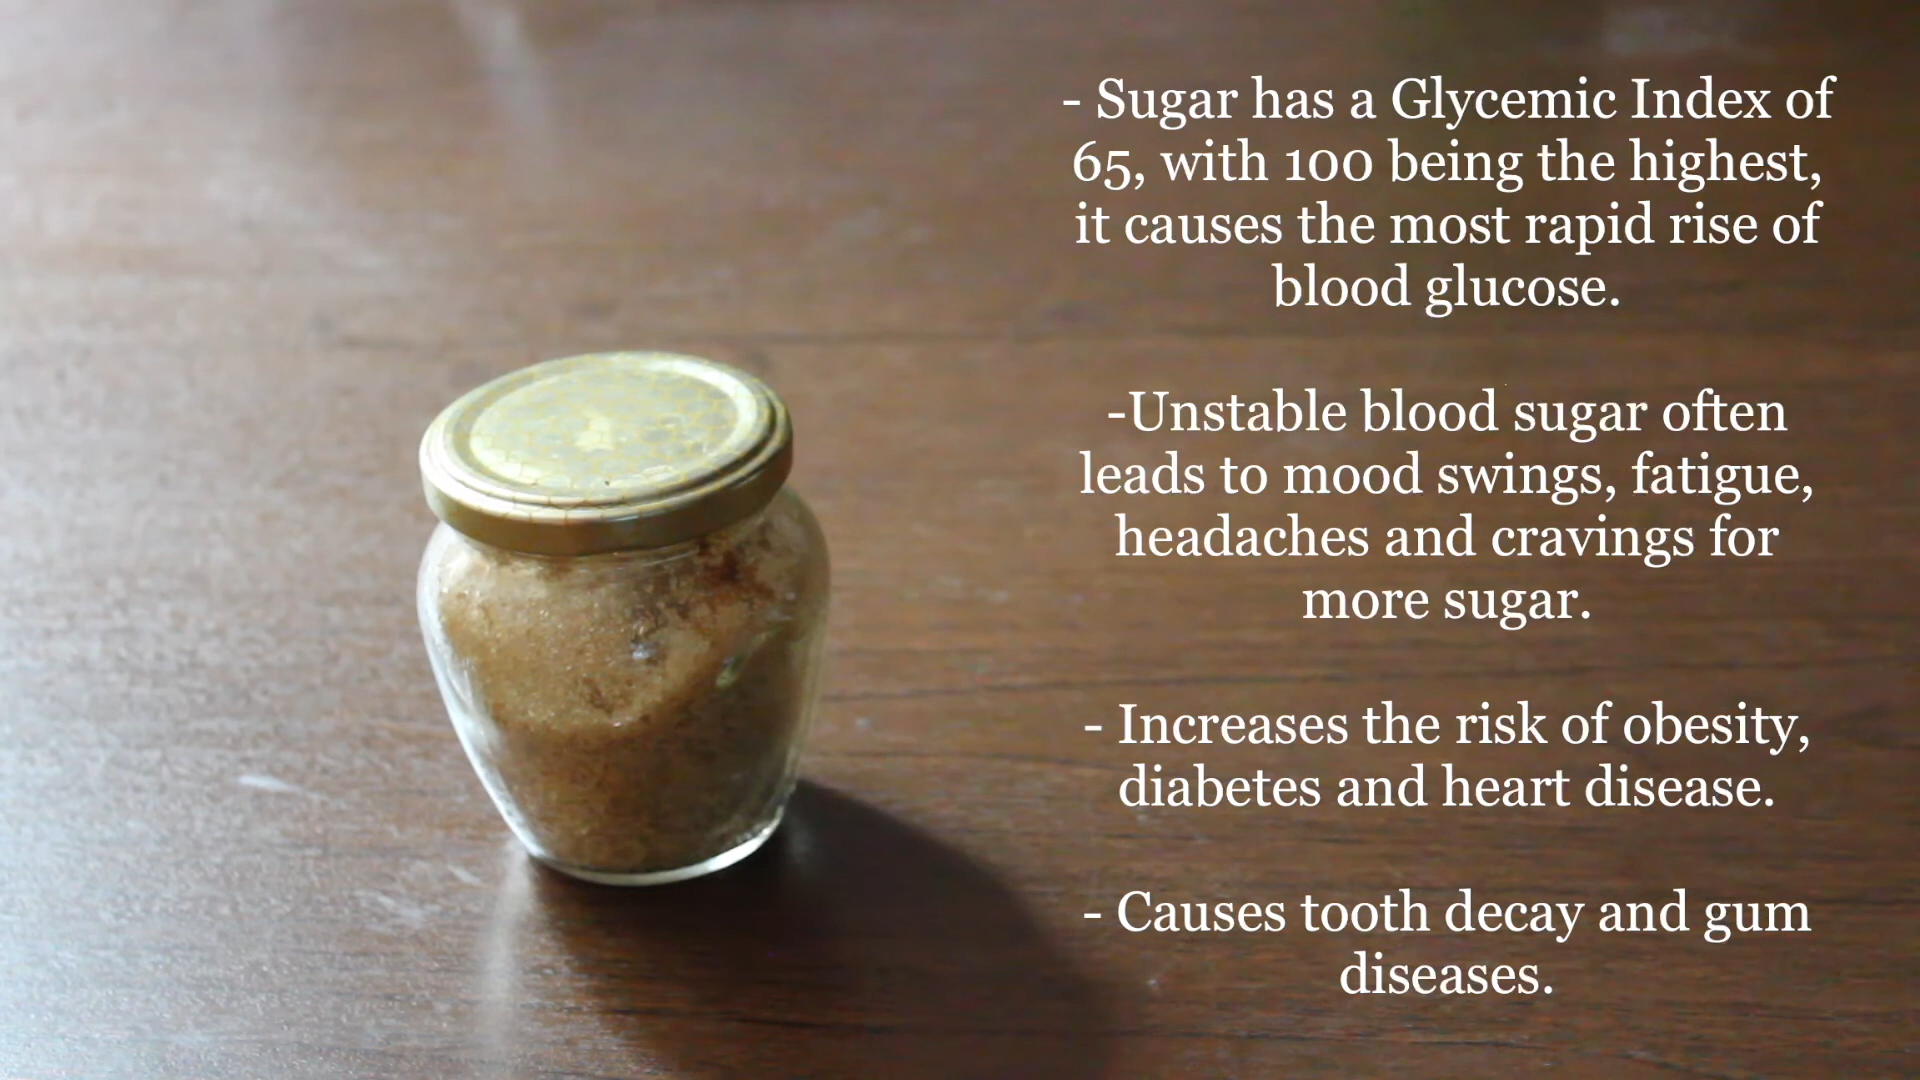 - Sugar has a Glycemic Index of
65, with 100 being the highest,
it causes the most rapid rise of
blood glucose.
-Unstable blood sugar often
leads to mood swings, fatigue,
headaches and cravings for
more sugar.
- Increases the risk of obesity,
diabetes and heart disease.
- Causes tooth decay and gum
diseases.